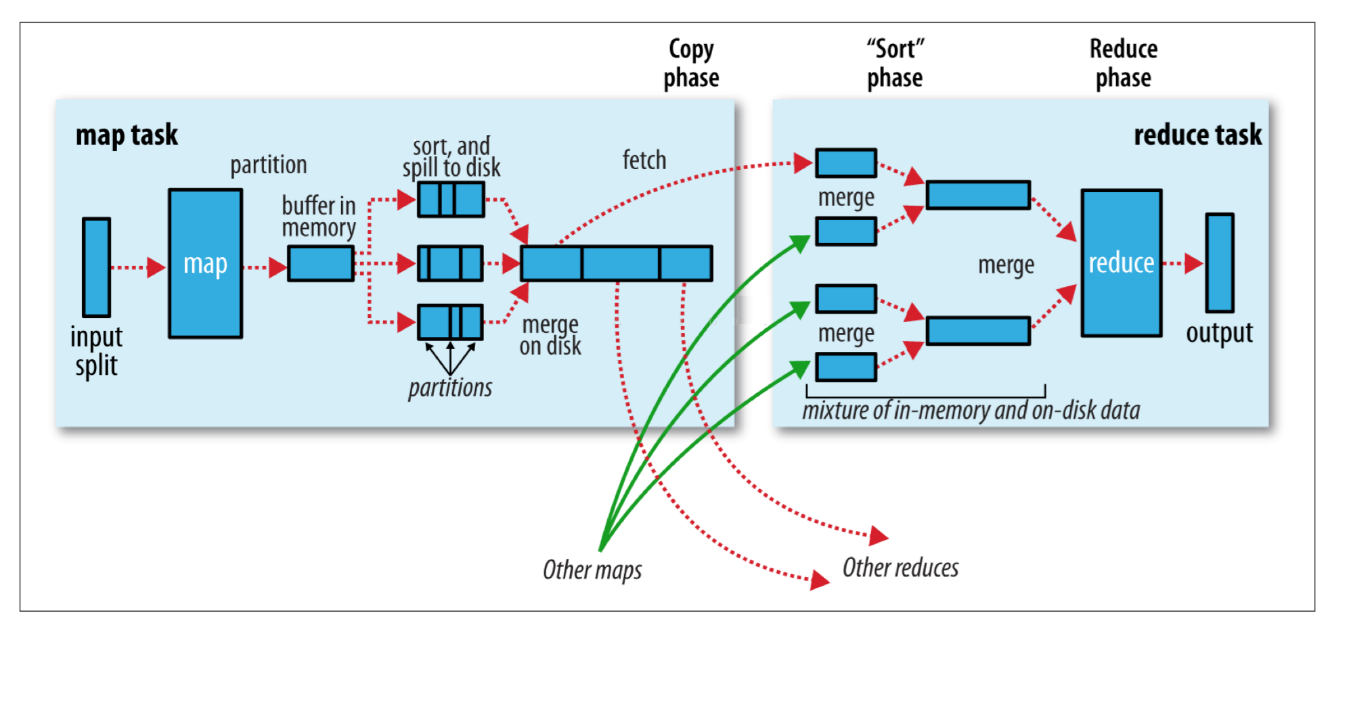 Copy
phase
“Sort”
phase
Reduce
phase
map task
reduce task
partition
sort, and
spill to disk
fetch
buffer in
memory
merge
map
merge
reduce
input
split
merge
on disk
merge
output
partitions
mixture of in-memory and on-disk data
Other maps
Other reduces